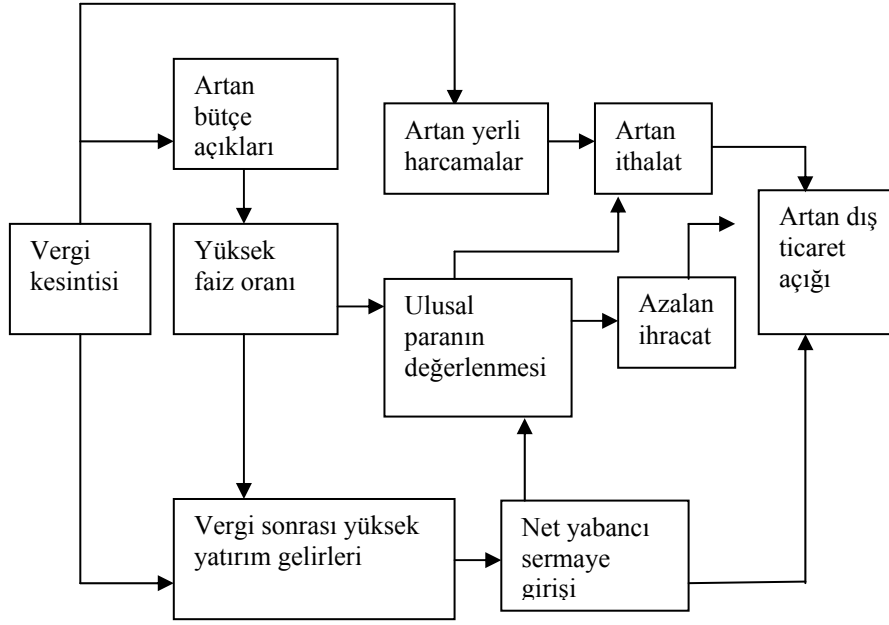 Artan
bütçe
açıkları
Artan yerli
harcamalar
Artan
ithalat
Vergi
kesintisi
Yüksek
faiz oranı
Ulusal
paranın
değerlenmesi
Azalan
ihracat
Artan dış
ticaret
açığı
Vergi sonrası yüksek
yatırım gelirleri
Net yabancı
sermaye
girişi